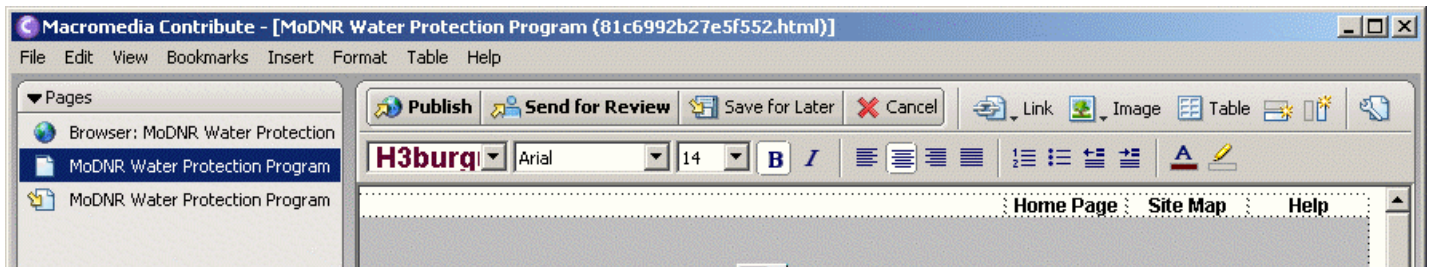 Macromedia Contribute - [MoDNR Water Protection Program (81c6992b27e5f552.html)]
File Edit View Bookmarks Insert Format Table Help
Pages
Publish Send for Review Save for Later Cancel Link Image Table
Browser: MoDNR Water Protection
MoDNR Water Protection Program
MoDNR Water Protection Program
H3burg Arial 14 B I
Home Page Site Map Help